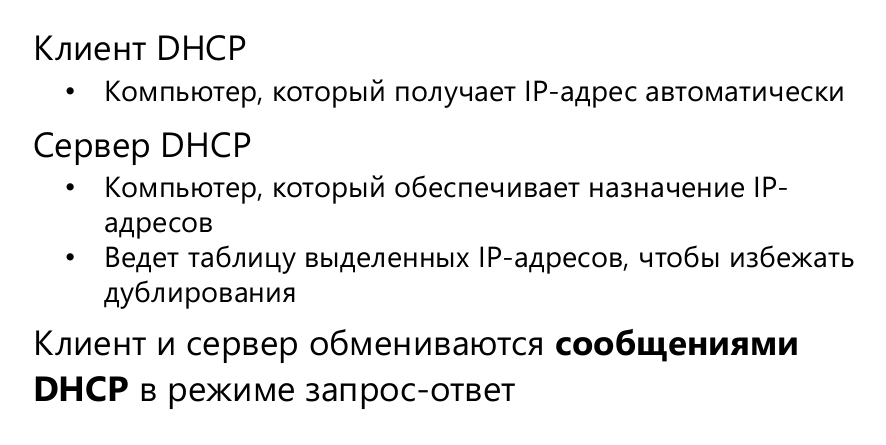 Клиент DHCP
• Компьютер, который получает IP-адрес автоматически
Сервер DHCP
• Компьютер, который обеспечивает назначение IP-
адресов
• Ведет таблицу выделенных IP-адресов, чтобы избежать
дублирования
Клиент и сервер обмениваются сообщениями
DHCP в режиме запрос-ответ